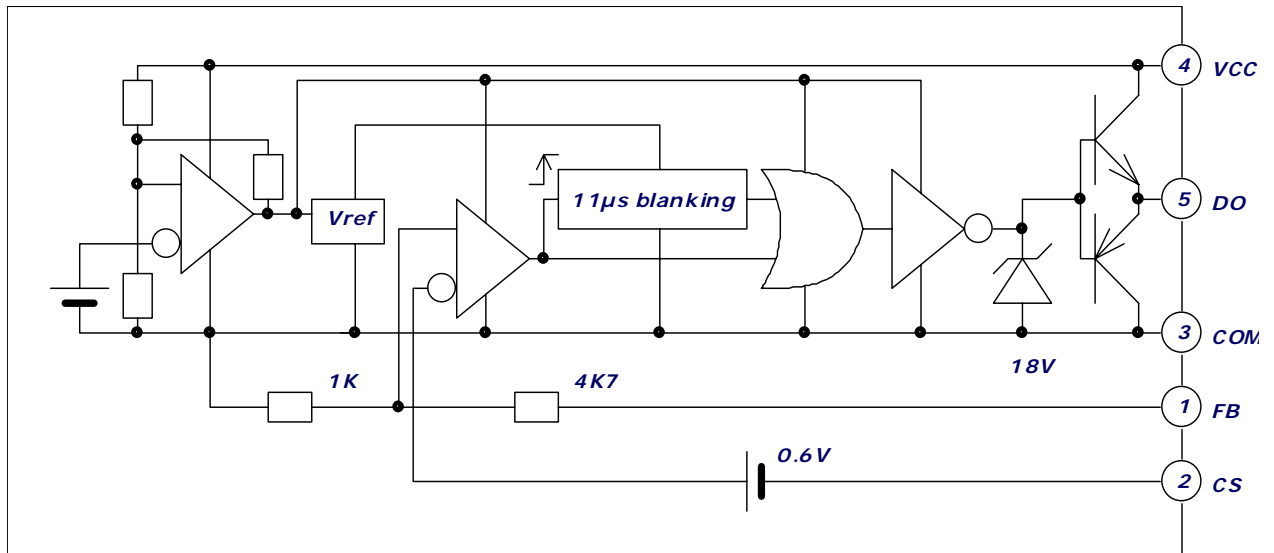 4 VCC
Vref
11µs blanking
5 DO
3 COM
18V
1K
4K7
1 FB
0.6V
2 CS